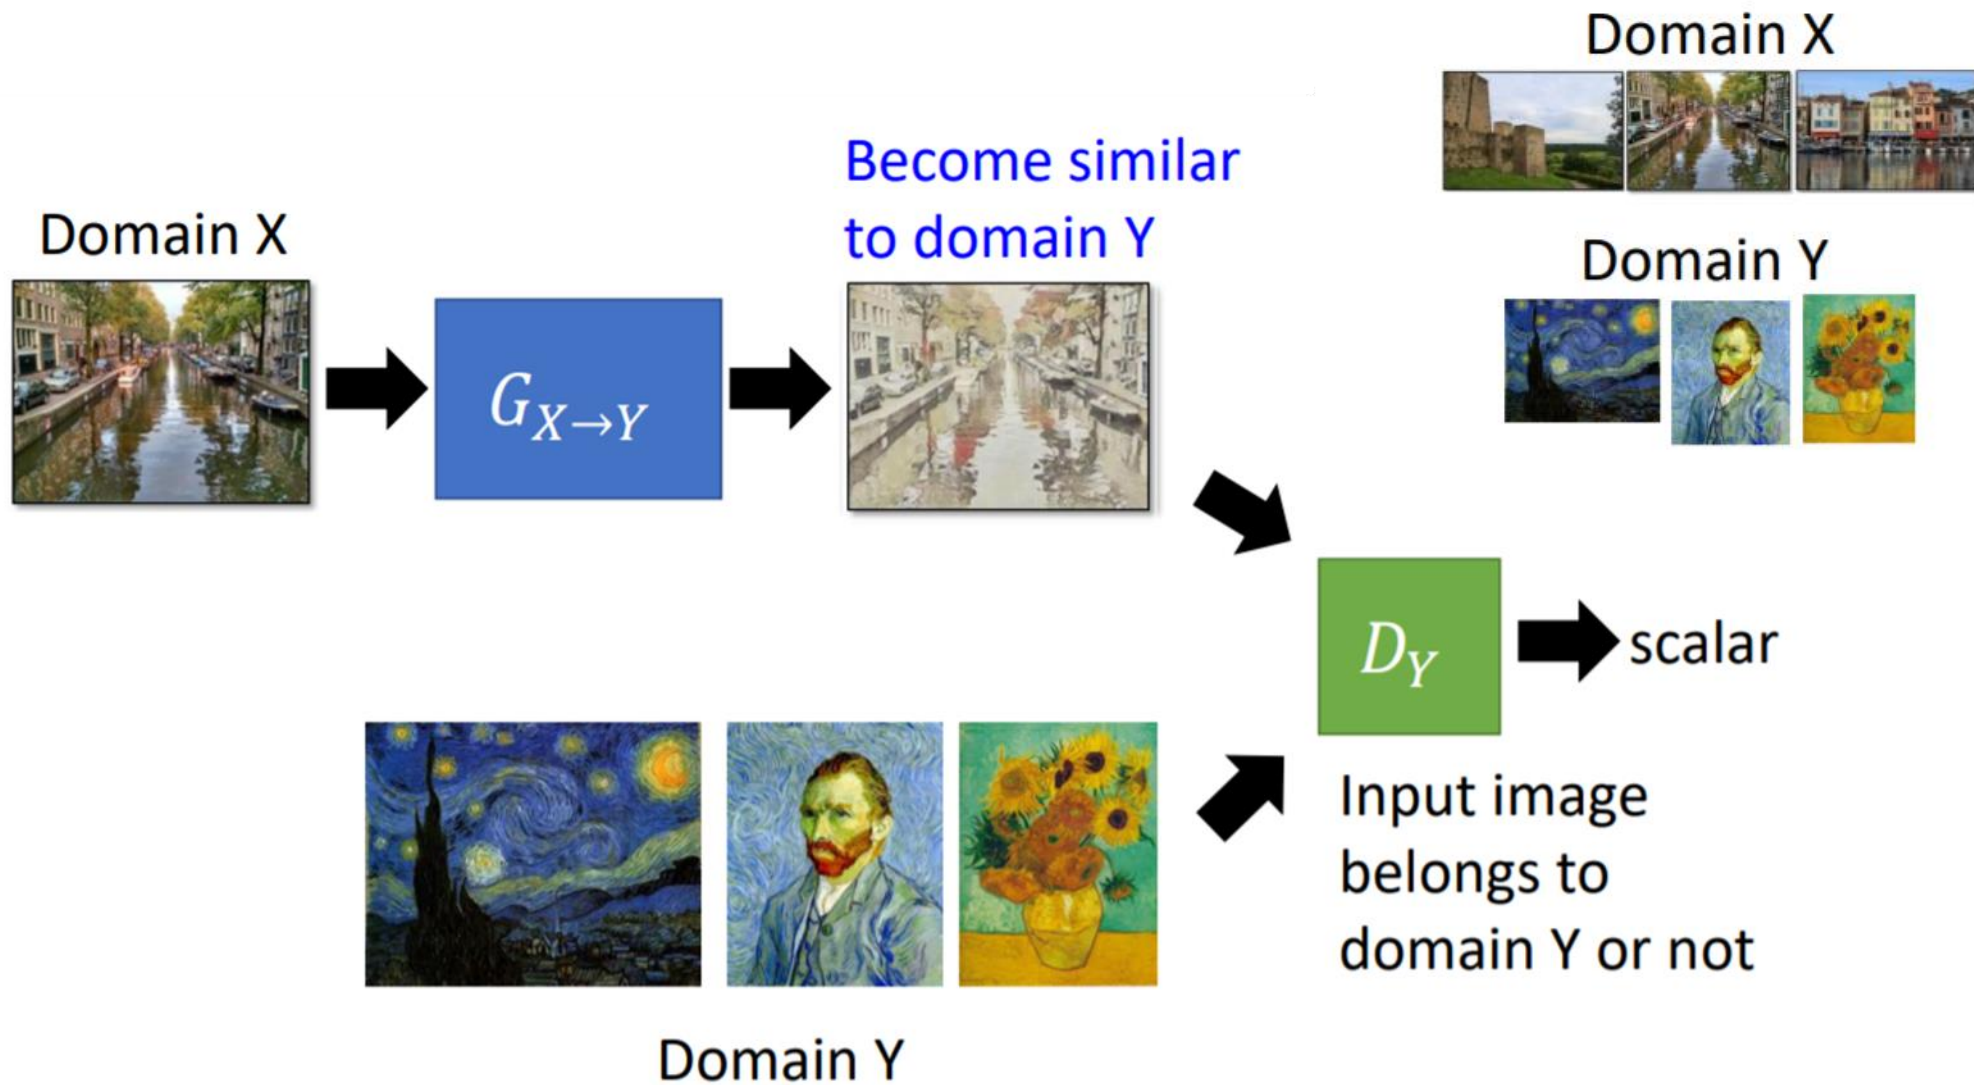 Domain X
Domain Y
Become similar
to domain Y
Domain X
G_{X→Y}
D_Y
scalar
Input image
belongs to
domain Y or not
Domain Y